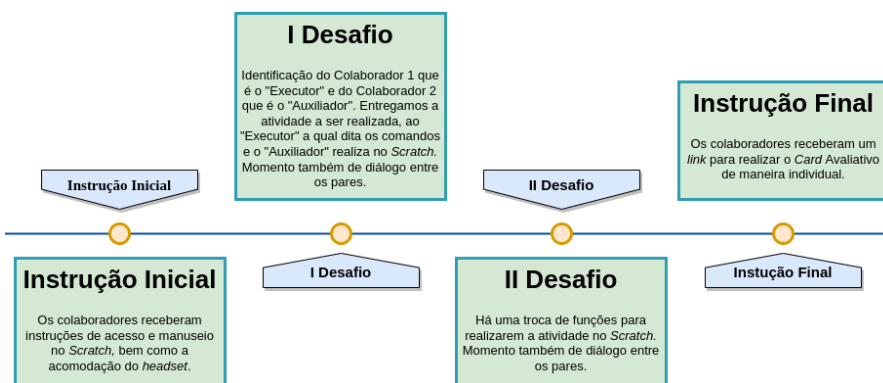 I Desafio
Identificação do Colaborador 1 que
é o "Executor" e do Colaborador 2
que é o "Auxiliador". Entregamos a
atividade a ser realizada, ao
"Executor" a qual dita os comandos
e o "Auxiliador" realiza no Scratch.
Momento também de diálogo entre
os pares.
Instrução Final
Os colaboradores receberam um
link para realizar o Card Avaliativo
de maneira individual.
Instrução Inicial
II Desafio
Instrução Inicial
Os colaboradores receberam
instruções de acesso e manuseio
no Scratch, bem como a
acomodação do headset.
I Desafio
II Desafio
Há uma troca de funções para
realizarem a atividade no Scratch.
Momento também de diálogo entre
os pares.
Instução Final